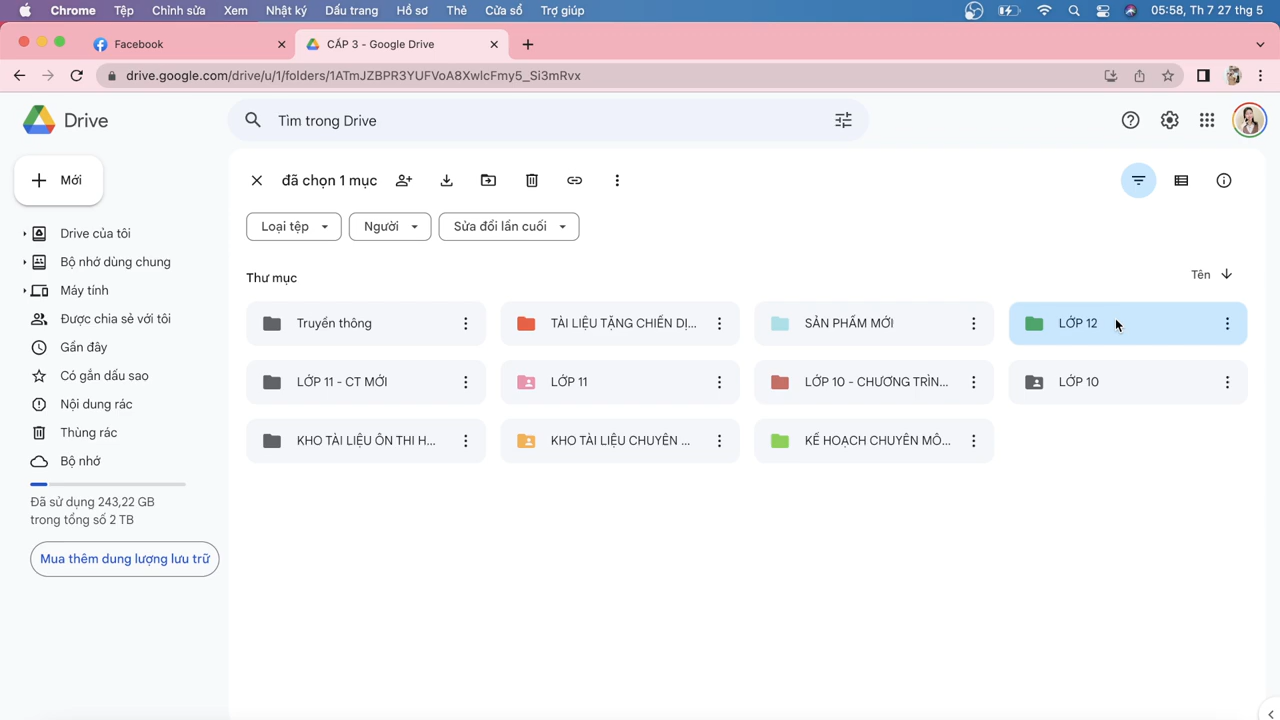 Chrome Tệp Chỉnh sửa Xem Nhật ký Dấu trang Hồ sơ Thẻ Cửa sổ Trợ giúp 05:58, Th 7 27 thg 5
Facebook CẤP 3 - Google Drive
drive.google.com/drive/u/1/folders/1ATmJZBPR3YUFVoA8XwlcFmy5_Si3mRvx
Drive Tìm trong Drive
Mới đã chọn 1 mục
Loại tệp Người Sửa đổi lần cuối
Drive của tôi
Bộ nhớ dùng chung
Máy tính
Được chia sẻ với tôi
Gần đây
Có gắn dấu sao
Nội dung rác
Thùng rác
Bộ nhớ
Đã sử dụng 243,22 GB
trong tổng số 2 TB
Mua thêm dung lượng lưu trữ
Thư mục Tên
Truyền thông TÀI LIỆU TẶNG CHIẾN DỊ... SẢN PHẨM MỚI LỚP 12
LỚP 11 - CT MỚI LỚP 11 LỚP 10 - CHƯƠNG TRÌN... LỚP 10
KHO TÀI LIỆU ÔN THI H... KHO TÀI LIỆU CHUYÊN ... KẾ HOẠCH CHUYÊN MÔ...